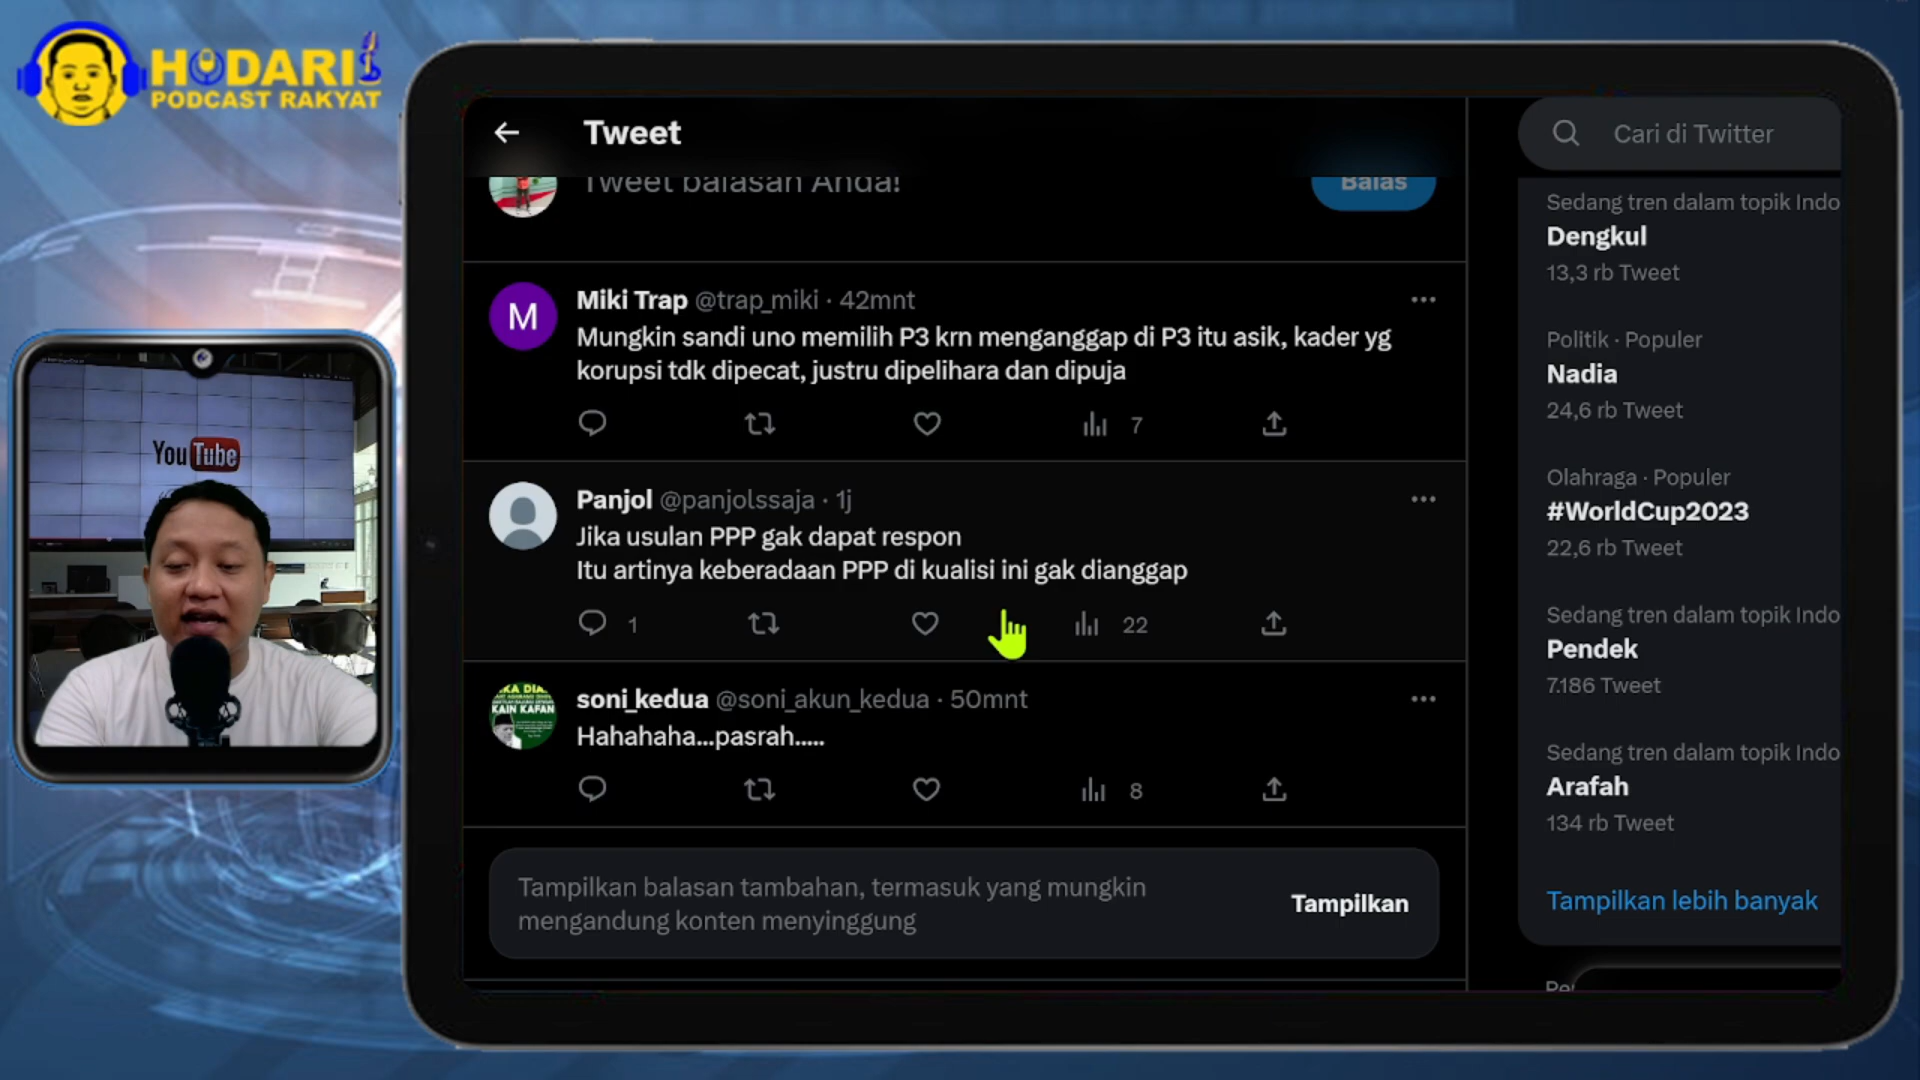 HODARI
PODCAST RAKYAT
YouTube
Tweet
Tweet balasan Anda!
Balas
Miki Trap @trap_miki · 42mnt
Mungkin sandi uno memilih P3 krn menganggap di P3 itu asik, kader yg
korupsi tdk dipecat, justru dipelihara dan dipuja
7
Panjol @panjolssaja · 1j
Jika usulan PPP gak dapat respon
Itu artinya keberadaan PPP di kualisi ini gak dianggap
1
22
KAIN KAFAN
soni_kedua @soni_akun_kedua · 50mnt
Hahahaha...pasrah.....
8
Tampilkan balasan tambahan, termasuk yang mungkin
mengandung konten menyinggung
Tampilkan
Cari di Twitter
Sedang tren dalam topik Indo
Dengkul
13,3 rb Tweet
Politik · Populer
Nadia
24,6 rb Tweet
Olahraga · Populer
#WorldCup2023
22,6 rb Tweet
Sedang tren dalam topik Indo
Pendek
7.186 Tweet
Sedang tren dalam topik Indo
Arafah
134 rb Tweet
Tampilkan lebih banyak
M